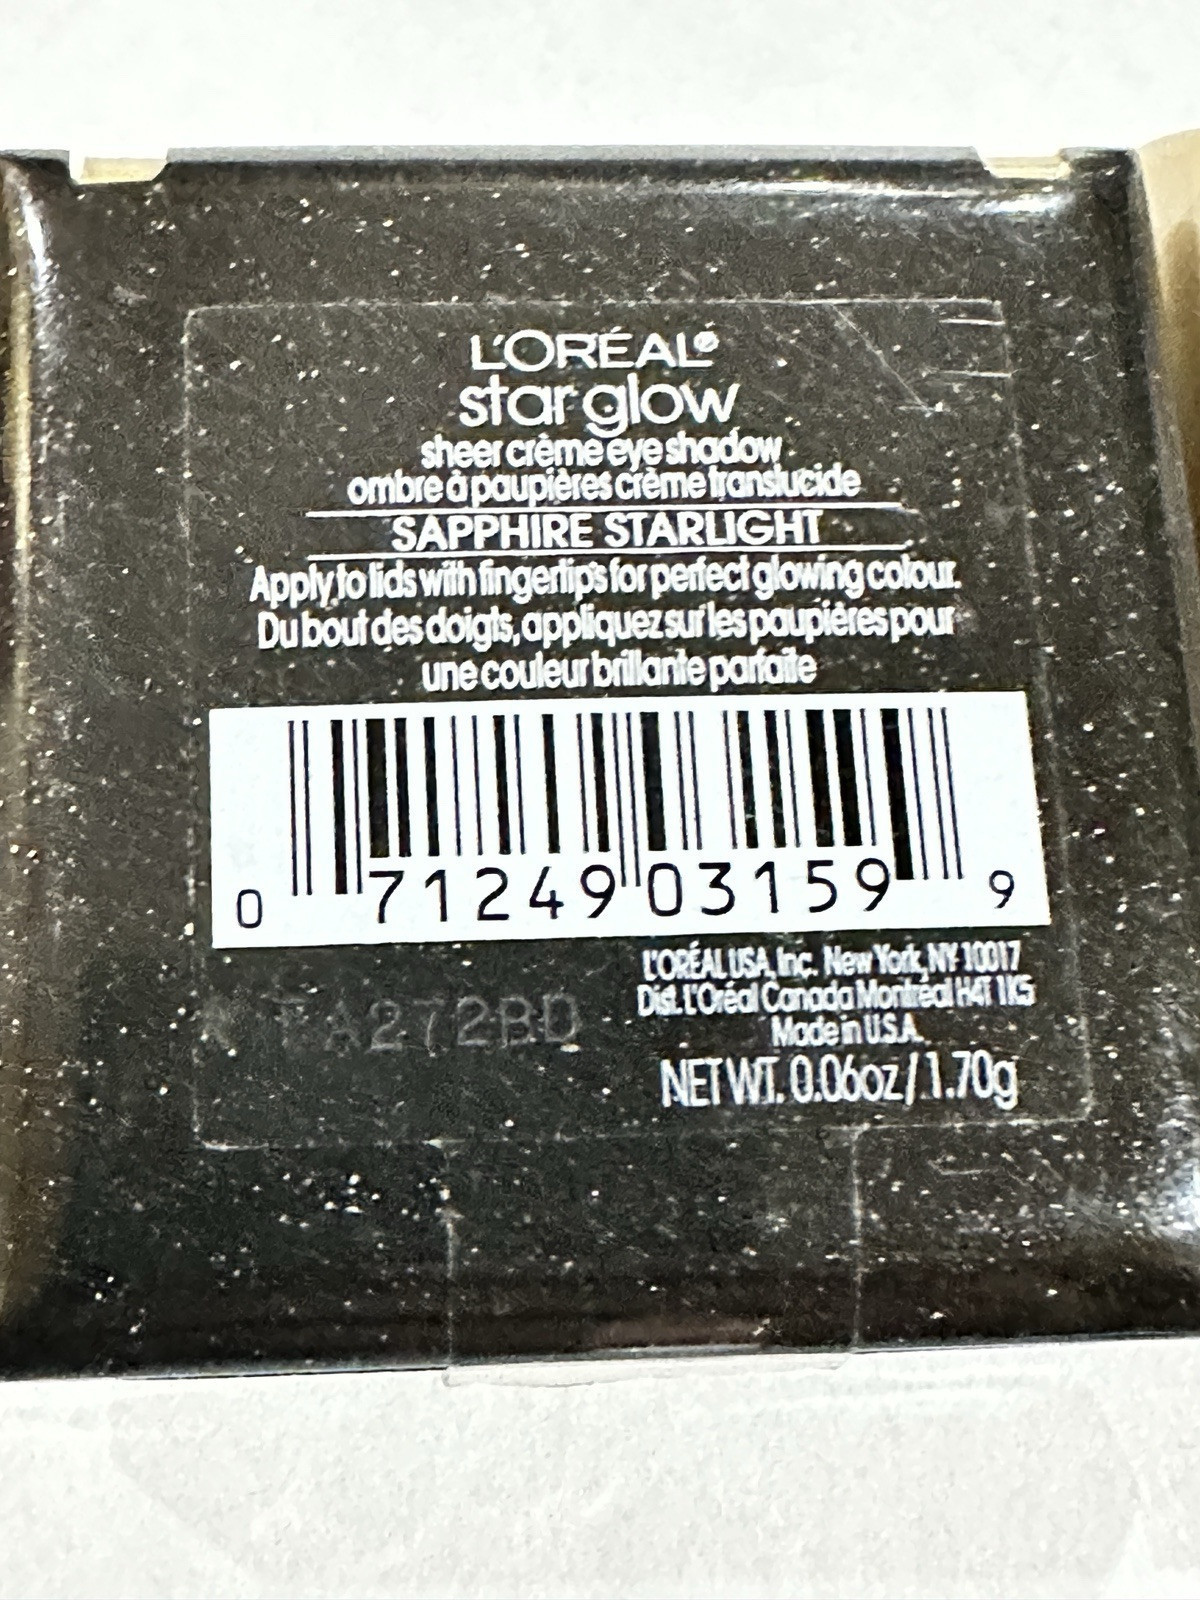 L'ORÉAL®
star glow
sheer crème eye shadow
ombre à paupières crème translucide
SAPPHIRE STARLIGHT
Apply to lids with fingertips for perfect glowing colour.
Du bout des doigts, appliquez sur les paupières pour
une couleur brillante parfaite
0 71249 03159 9
L'ORÉAL USA, Inc. New York, NY 10017
Dist. L'Oréal Canada Montréal H4T 1K5
Made in U.S.A.
NET WT. 0.06oz/1.70g